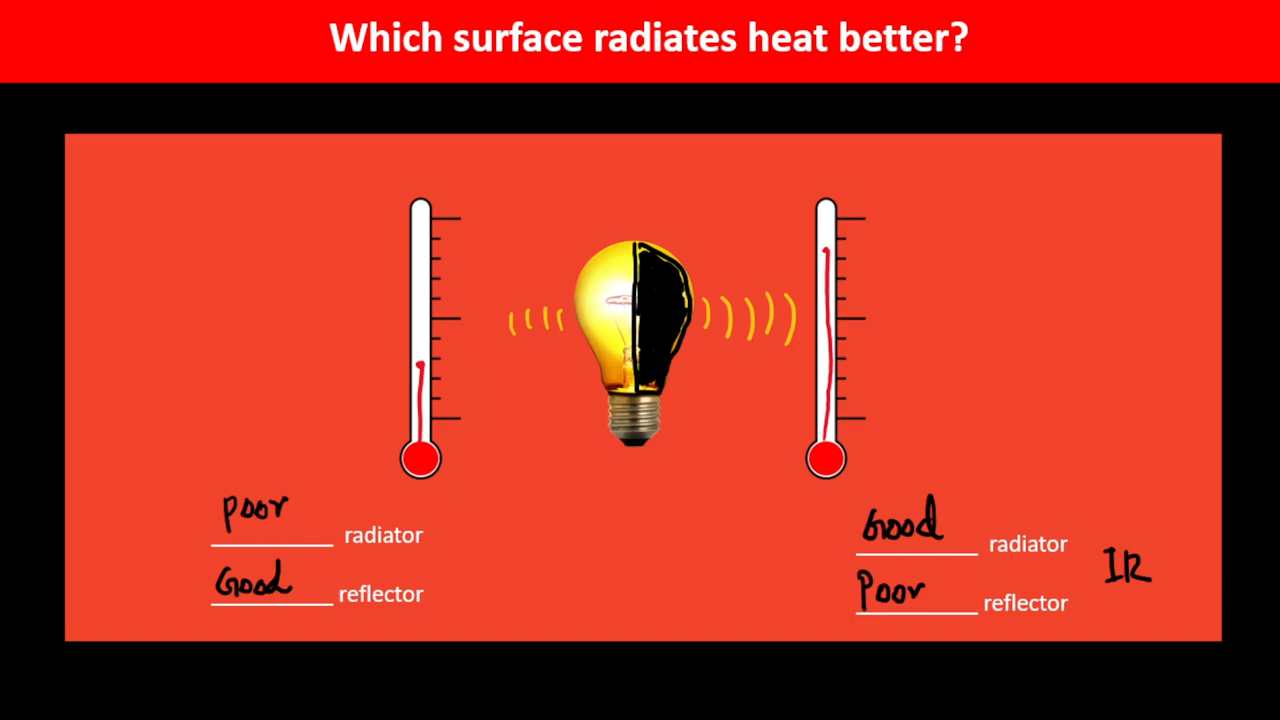 Which surface radiates heat better?
Poor radiator
Good reflector
Good radiator
Poor reflector
IR